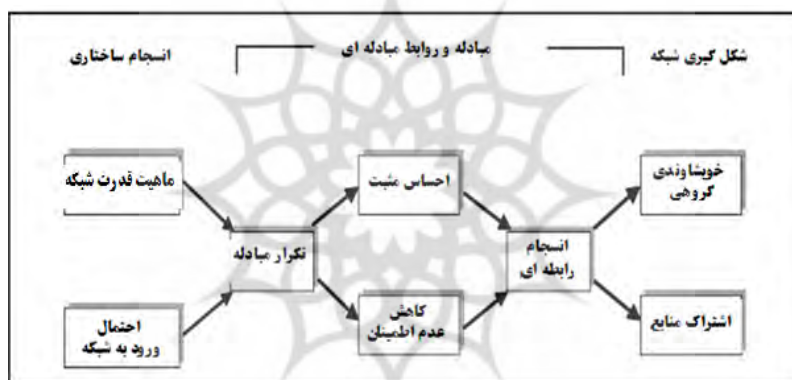 شکل گیری شبکه
مبادله و روابط مبادله ای
انسجام ساختاری
ماهیت قدرت شبکه
احتمال
ورود به شبکه
تکرار مبادله
احساس مثبت
کاهش
عدم اطمینان
انسجام
رابطه ای
خویشاوندی
گروهی
اشتراک منابع